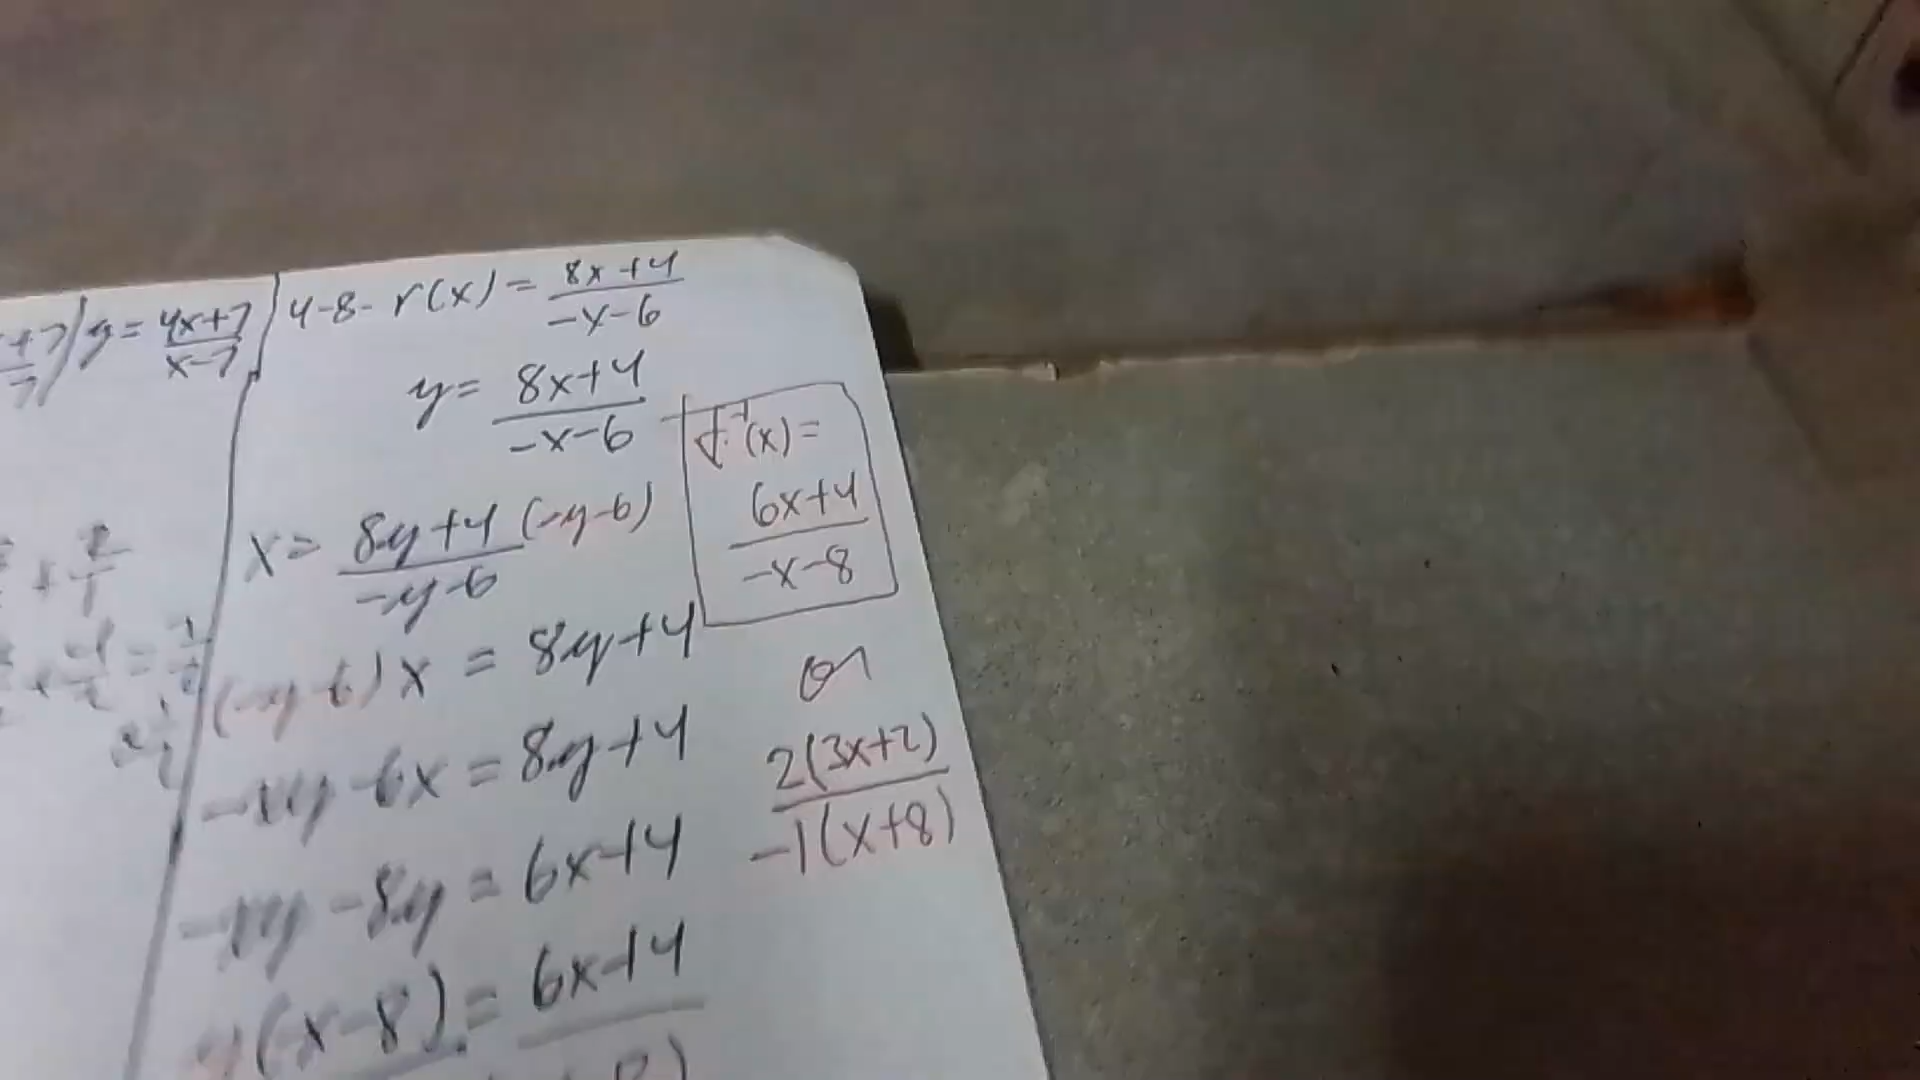 y = 4x+7 / x-7
4-8- r(x) = 8x+4 / -x-6
y = 8x+4 / -x-6
x = 8y+4 / -y-6 (-y-6)
(-y-6)x = 8y+4
-xy-6x = 8y+4
-xy-8y = 6x+4
y(-x-8) = 6x+4
f⁻¹(x) =
6x+4 / -x-8
or
2(3x+2) / -1(x+8)